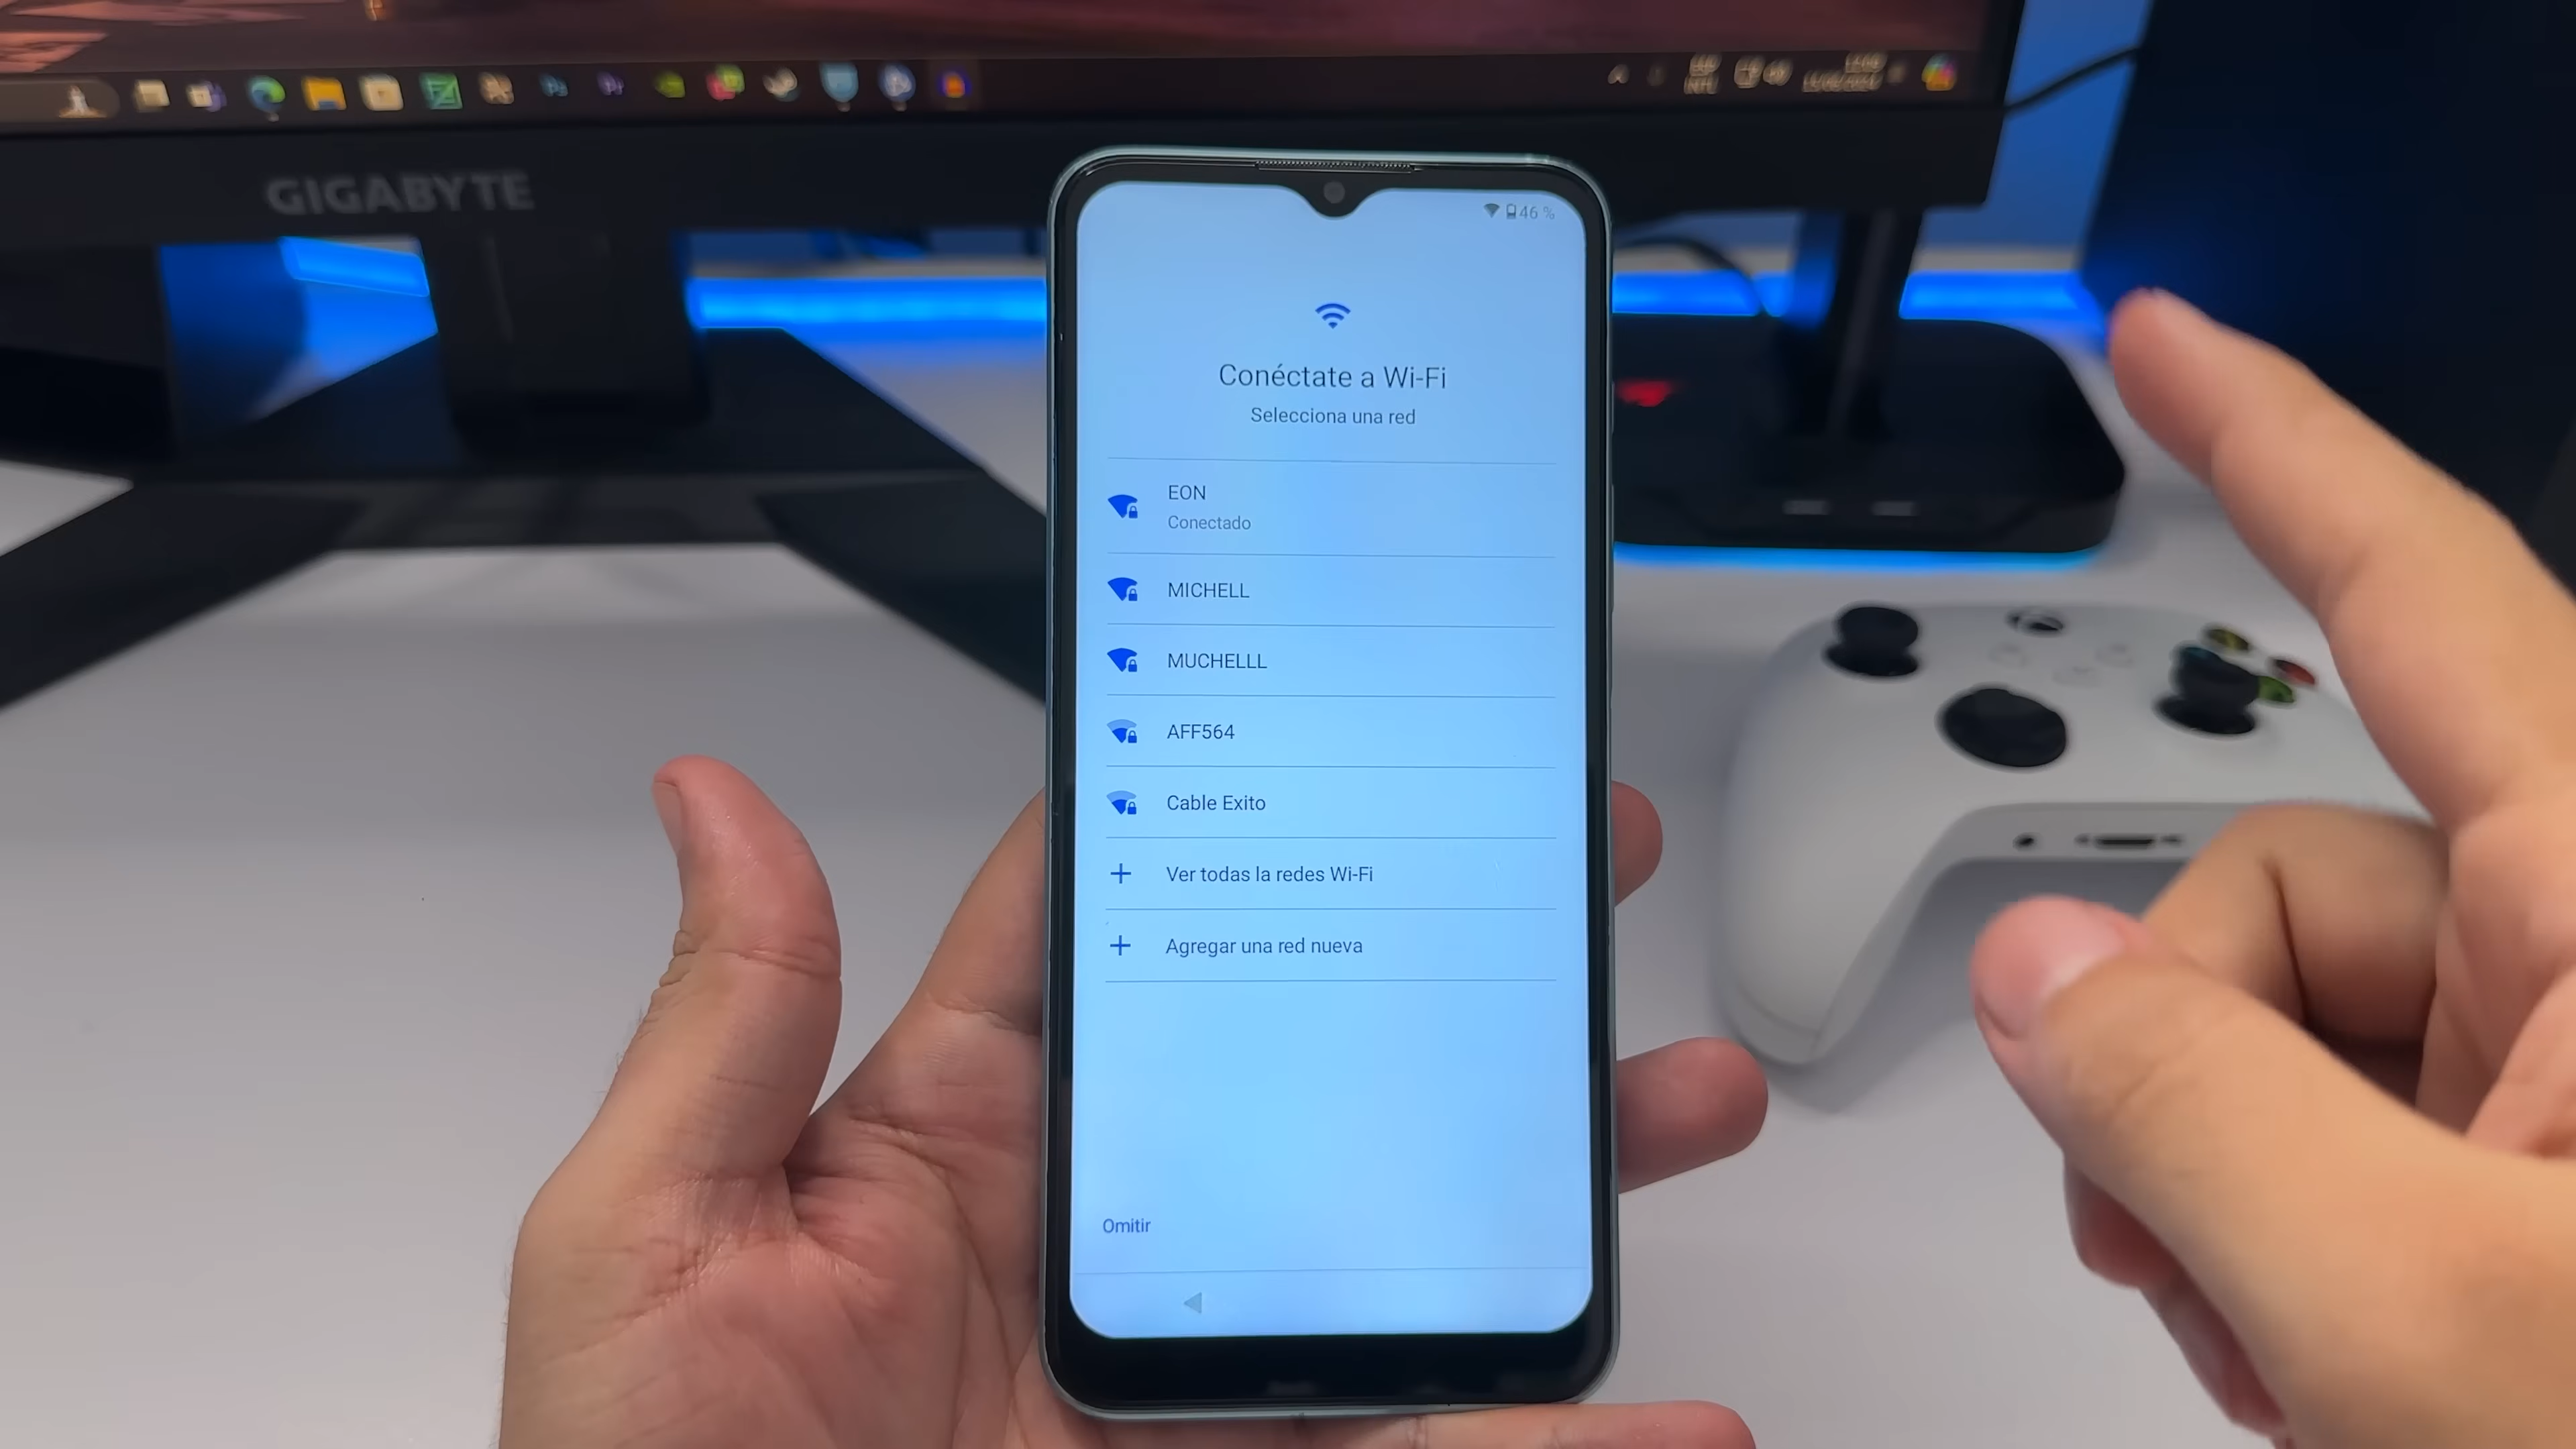 GIGABYTE
46 %
Conéctate a Wi-Fi
Selecciona una red
EON
Conectado
MICHELL
MUCHELLL
AFF564
Cable Exito
Ver todas la redes Wi-Fi
Agregar una red nueva
Omitir